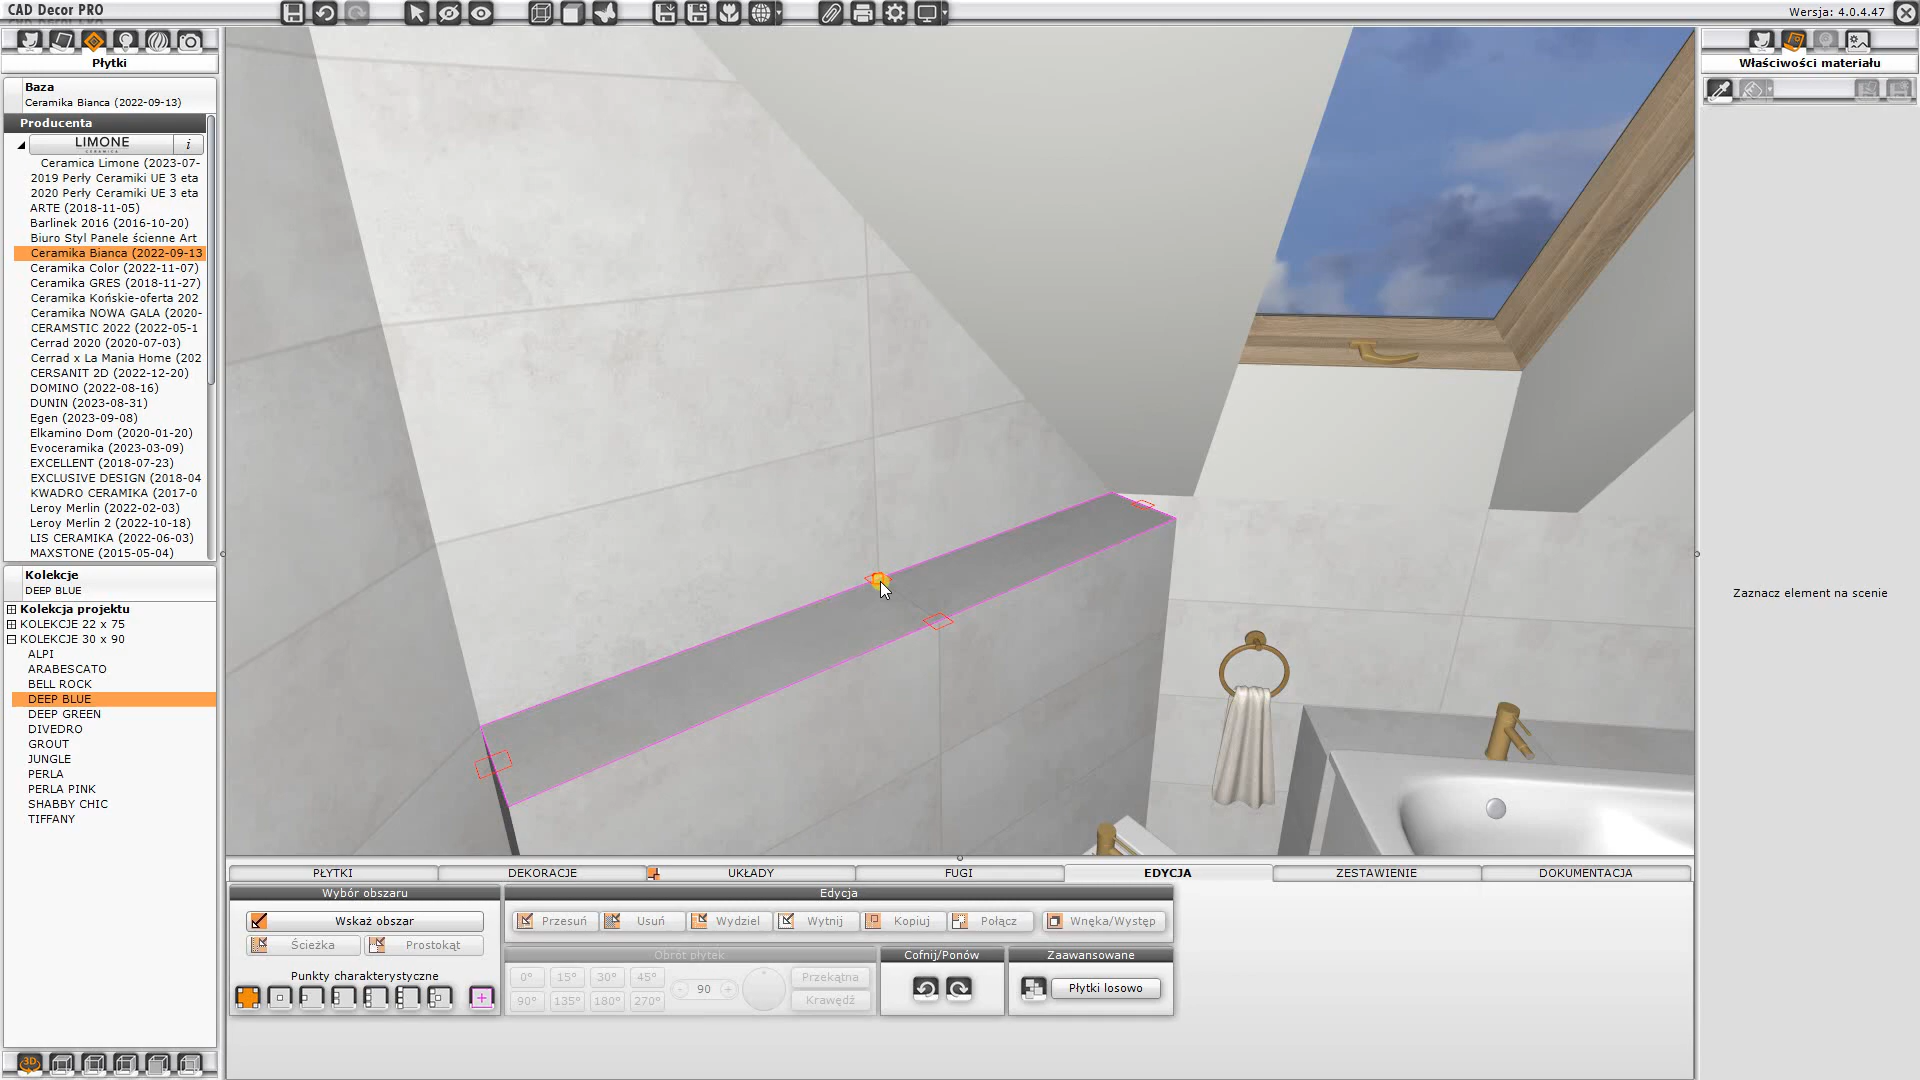 CAD Decor PRO
Wersja: 4.0.4.47
Płytki
Baza
Ceramika Bianca (2022-09-13)
Producenta
LIMONE
CERAMICA
i
Ceramica Limone (2023-07-
2019 Perły Ceramiki UE 3 eta
2020 Perły Ceramiki UE 3 eta
ARTE (2018-11-05)
Barlinek 2016 (2016-10-20)
Biuro Styl Panele ścienne Art
Ceramika Bianca (2022-09-13
Ceramika Color (2022-11-07)
Ceramika GRES (2018-11-27)
Ceramika Końskie-oferta 202
Ceramika NOWA GALA (2020-
CERAMSTIC 2022 (2022-05-1
Cerrad 2020 (2020-07-03)
Cerrad x La Mania Home (202
CERSANIT 2D (2022-12-20)
DOMINO (2022-08-16)
DUNIN (2023-08-31)
Egen (2023-09-08)
Elkamino Dom (2020-01-20)
Evoceramika (2023-03-09)
EXCELLENT (2018-07-23)
EXCLUSIVE DESIGN (2018-04
KWADRO CERAMIKA (2017-0
Leroy Merlin (2022-02-03)
Leroy Merlin 2 (2022-10-18)
LIS CERAMIKA (2022-06-03)
MAXSTONE (2015-05-04)
Kolekcje
DEEP BLUE
Kolekcja projektu
KOLEKCJE 22 x 75
KOLEKCJE 30 x 90
ALPI
ARABESCATO
BELL ROCK
DEEP BLUE
DEEP GREEN
DIVEDRO
GROUT
JUNGLE
PERLA
PERLA PINK
SHABBY CHIC
TIFFANY
3D
Właściwości materiału
Zaznacz element na scenie
PŁYTKI DEKORACJE UKŁADY FUGI EDYCJA ZESTAWIENIE DOKUMENTACJA
Wybór obszaru
Wskaż obszar
Ścieżka Prostokąt
Punkty charakterystyczne
Edycja
Przesuń Usuń Wydziel Wytnij Kopiuj Połącz Wnęka/Występ
Obrót płytek
0° 15° 30° 45°
90° 135° 180° 270°
- 90 +
Przekątna
Krawędź
Cofnij/Ponów
Zaawansowane
Płytki losowo